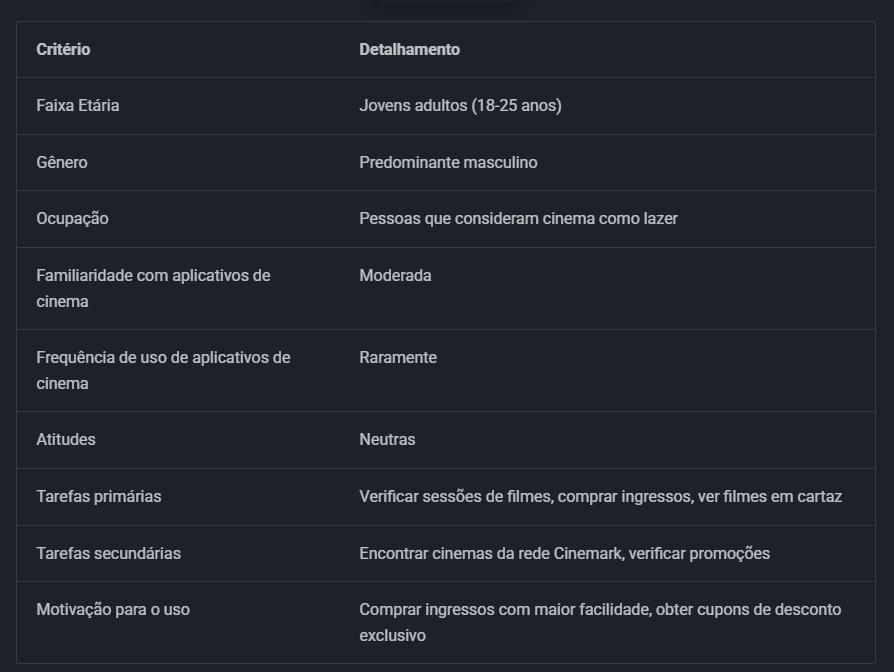 Critério Detalhamento
Faixa Etária Jovens adultos (18-25 anos)
Gênero Predominante masculino
Ocupação Pessoas que consideram cinema como lazer
Familiaridade com aplicativos de Moderada
cinema
Frequência de uso de aplicativos de Raramente
cinema
Atitudes Neutras
Tarefas primárias Verificar sessões de filmes, comprar ingressos, ver filmes em cartaz
Tarefas secundárias Encontrar cinemas da rede Cinemark, verificar promoções
Motivação para o uso Comprar ingressos com maior facilidade, obter cupons de desconto
exclusivo